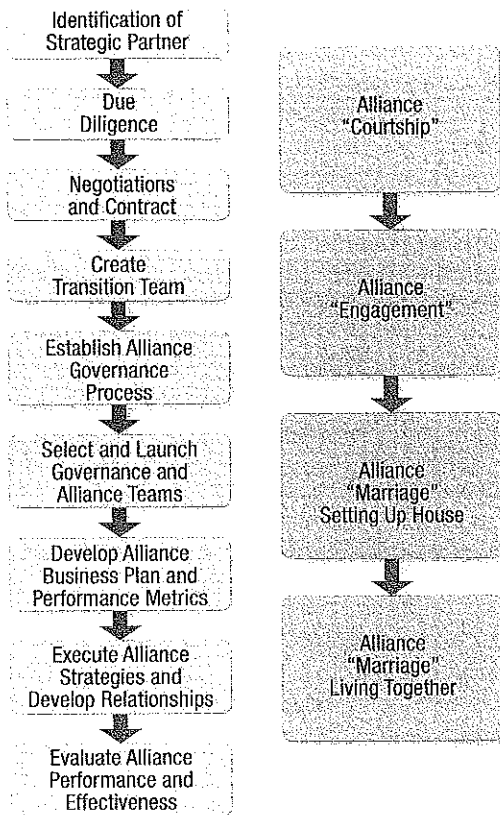 Identification of
Strategic Partner
Due
Diligence
Negotiations
and Contract
Create
Transition Team
Establish Alliance
Governance
Process
Select and Launch
Governance and
Alliance Teams
Develop Alliance
Business Plan and
Performance Metrics
Execute Alliance
Strategies and
Develop Relationships
Evaluate Alliance
Performance and
Effectiveness
Alliance
"Courtship"
Alliance
"Engagement"
Alliance
"Marriage"
Setting Up House
Alliance
"Marriage"
Living Together